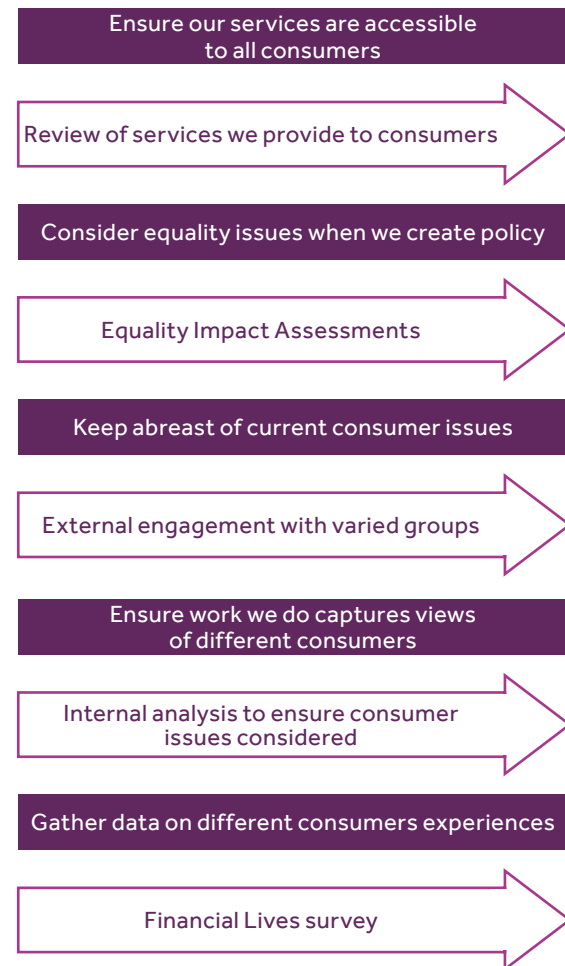 Ensure our services are accessible
to all consumers
Review of services we provide to consumers
Consider equality issues when we create policy
Equality Impact Assessments
Keep abreast of current consumer issues
External engagement with varied groups
Ensure work we do captures views
of different consumers
Internal analysis to ensure consumer
issues considered
Gather data on different consumers experiences
Financial Lives survey